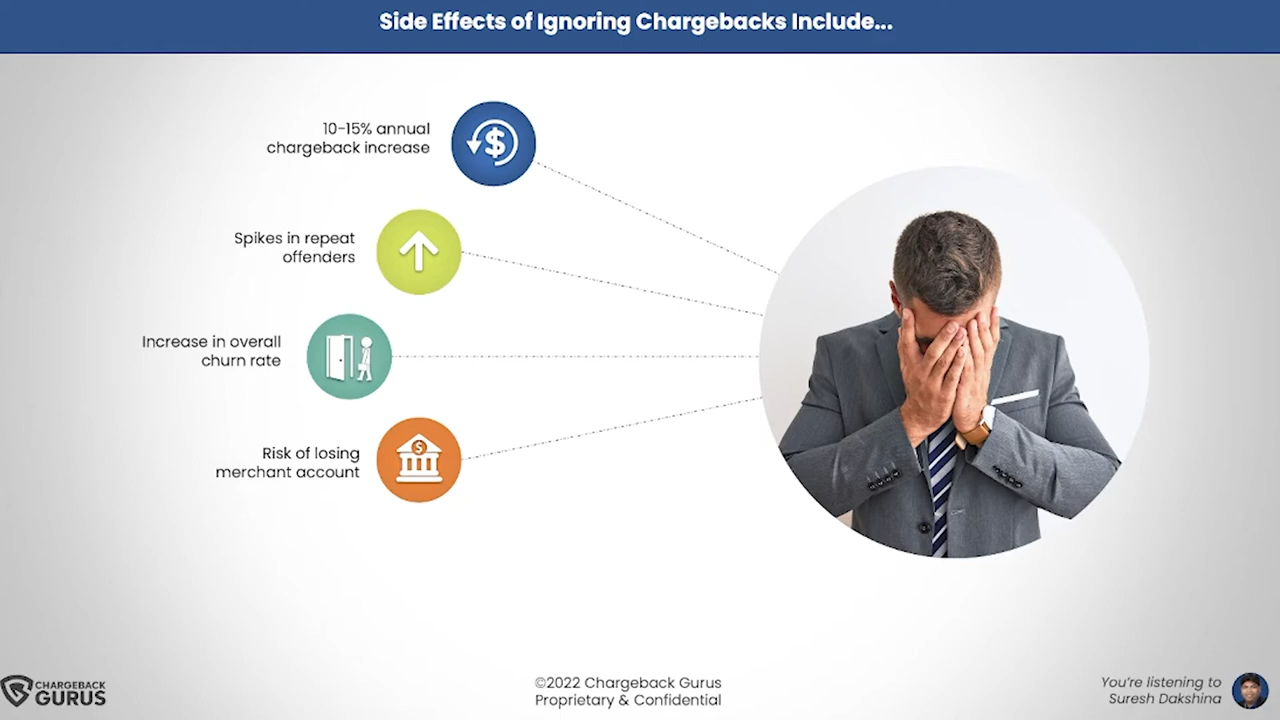 Side Effects of Ignoring Chargebacks Include...
10-15% annual
chargeback increase
$
Spikes in repeat
offenders
Increase in overall
churn rate
Risk of losing
merchant account
$
CHARGEBACK
GURUS
©2022 Chargeback Gurus
Proprietary & Confidential
You're listening to
Suresh Dakshina